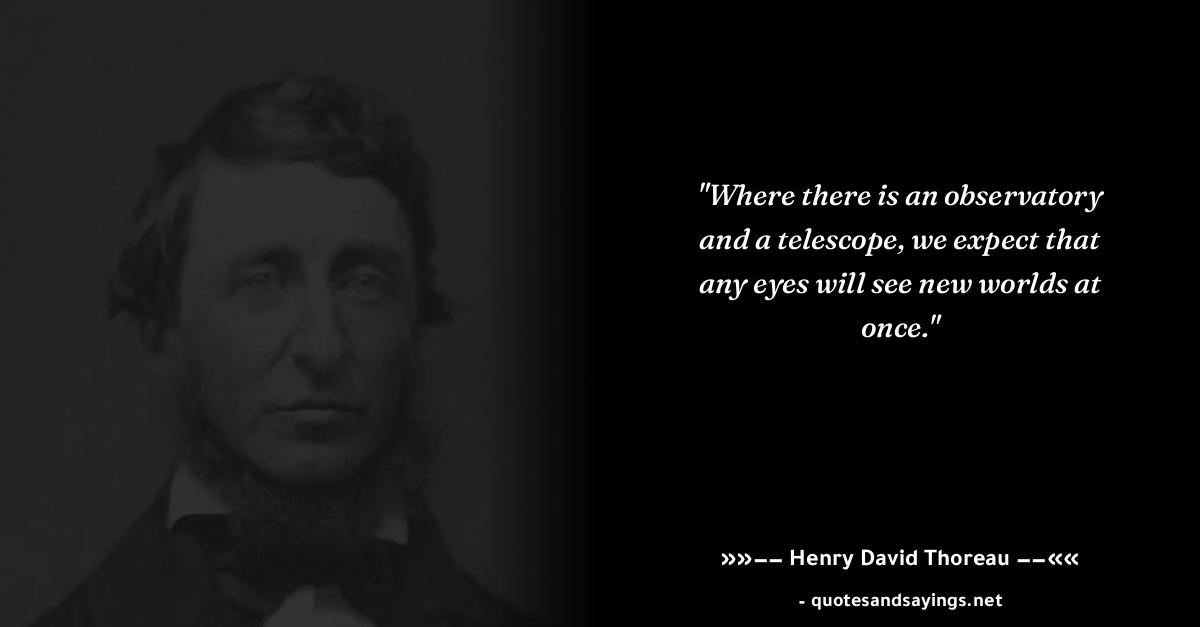 "Where there is an observatory
and a telescope, we expect that
any eyes will see new worlds at
once."
»»−− Henry David Thoreau −−««
- quotesandsayings.net